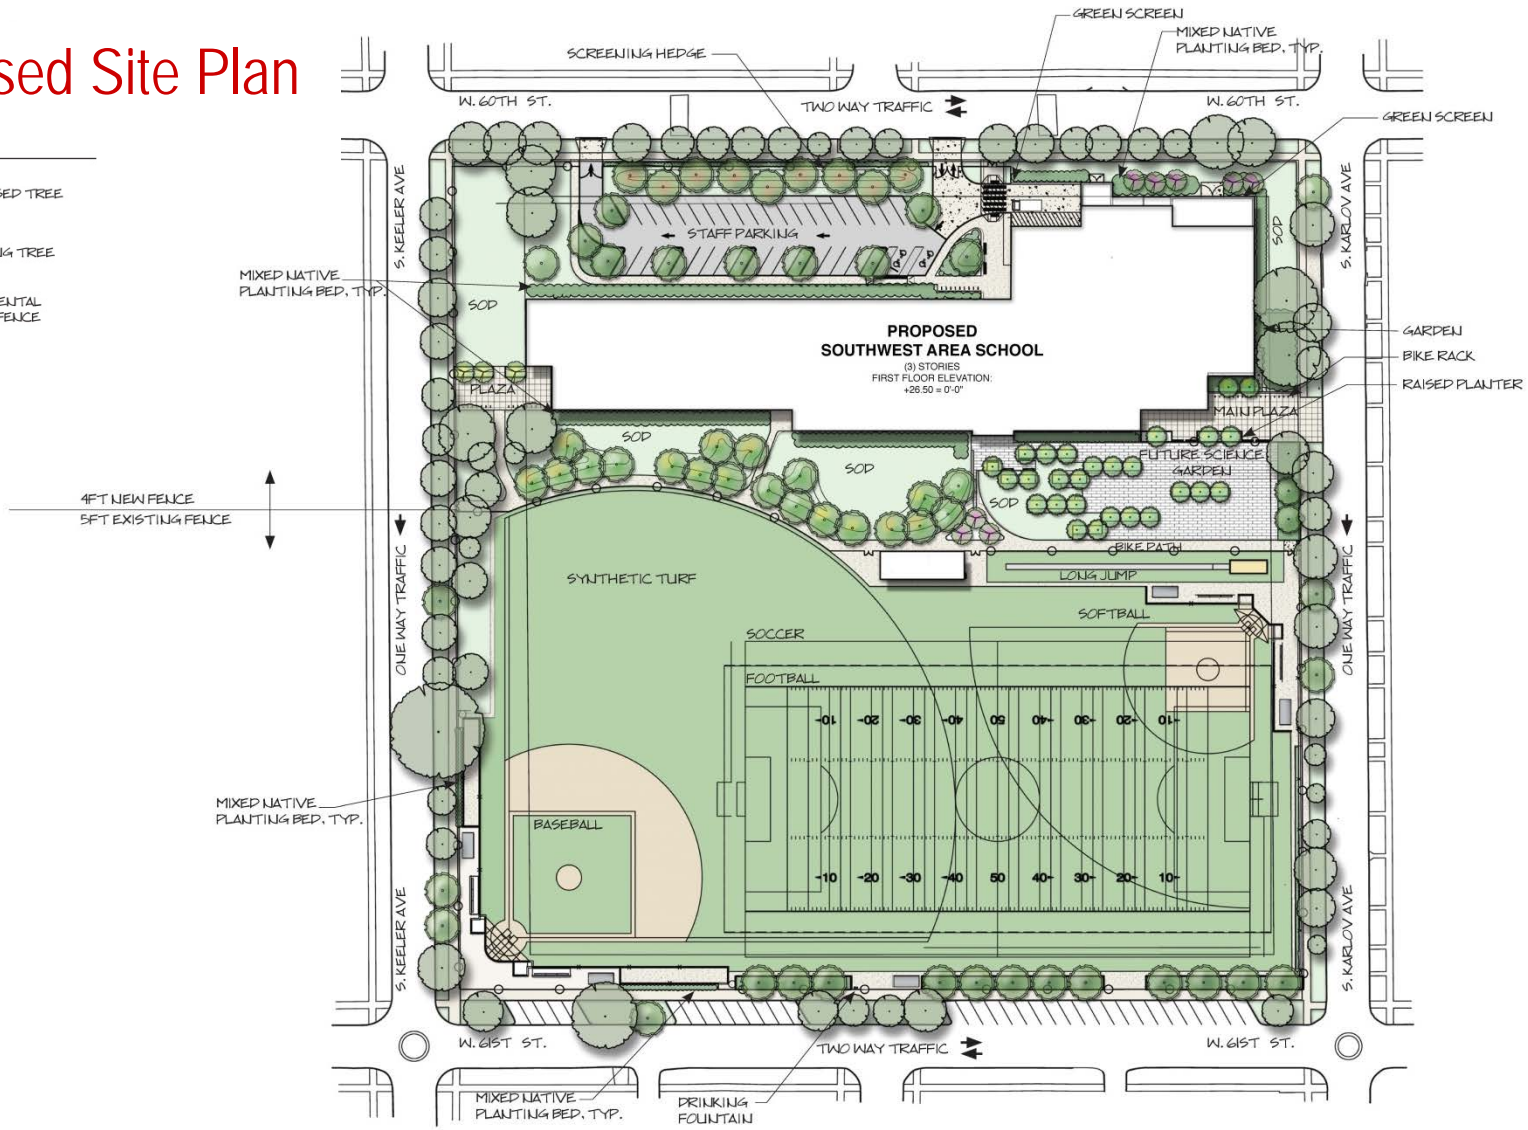 sed Site Plan
GREEN SCREEN
MIXED NATIVE
PLANTING BED, TYP.
SCREENING HEDGE
W. 60TH ST.
TWO WAY TRAFFIC
W. 60TH ST.
GREEN SCREEN
S. KEELER AVE
S. KARLOV AVE
SED TREE
NG TREE
ENTAL
FENCE
STAFF PARKING
SOD
MIXED NATIVE
PLANTING BED, TYP.
SOD
PROPOSED
SOUTHWEST AREA SCHOOL
(3) STORIES
FIRST FLOOR ELEVATION:
+26.50 = 0'-0"
GARDEN
BIKE RACK
RAISED PLANTER
PLAZA
MAIN PLAZA
SOD
SOD
FUTURE SCIENCE
GARDEN
SOD
4FT NEW FENCE
5FT EXISTING FENCE
ONE WAY TRAFFIC
ONE WAY TRAFFIC
BIKE PATH
LONG JUMP
SYNTHETIC TURF
SOFTBALL
SOCCER
FOOTBALL
10 20 30 40 50 40 30 20 10
MIXED NATIVE
PLANTING BED, TYP.
BASEBALL
10 20 30 40 50 40 30 20 10
S. KEELER AVE
S. KARLOV AVE
W. 61ST ST.
TWO WAY TRAFFIC
W. 61ST ST.
MIXED NATIVE
PLANTING BED, TYP.
DRINKING
FOUNTAIN